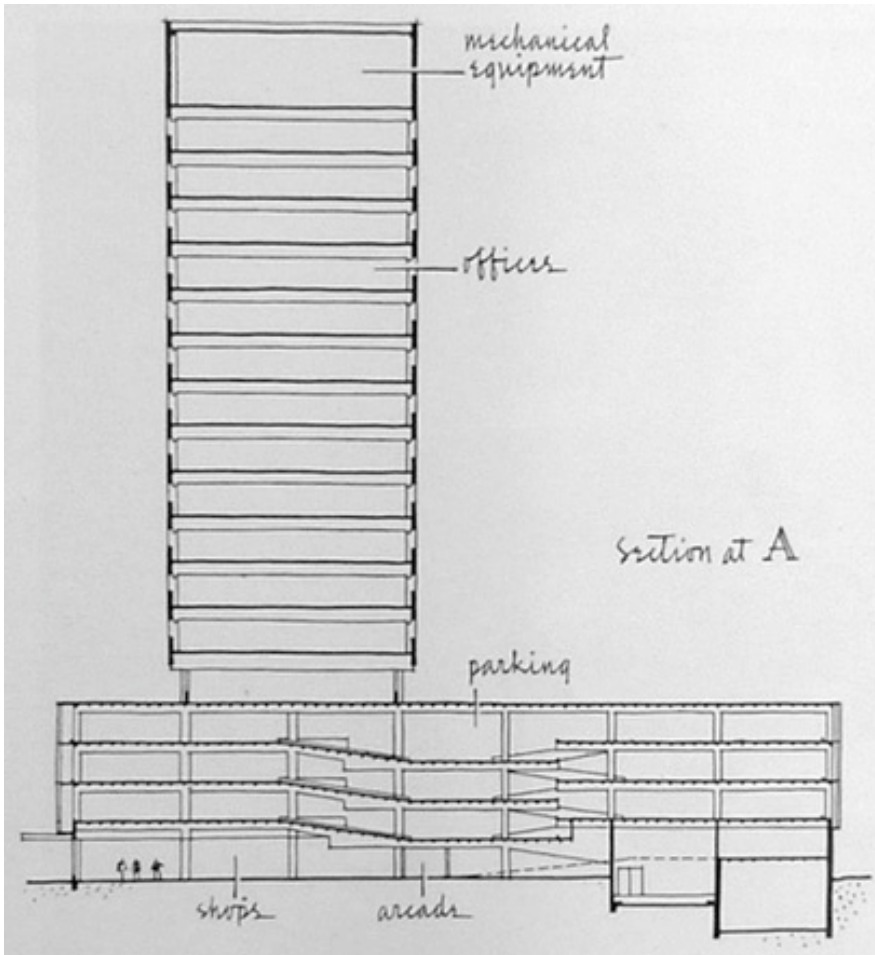 mechanical
equipment
offices
Section at A
parking
shops
arcade